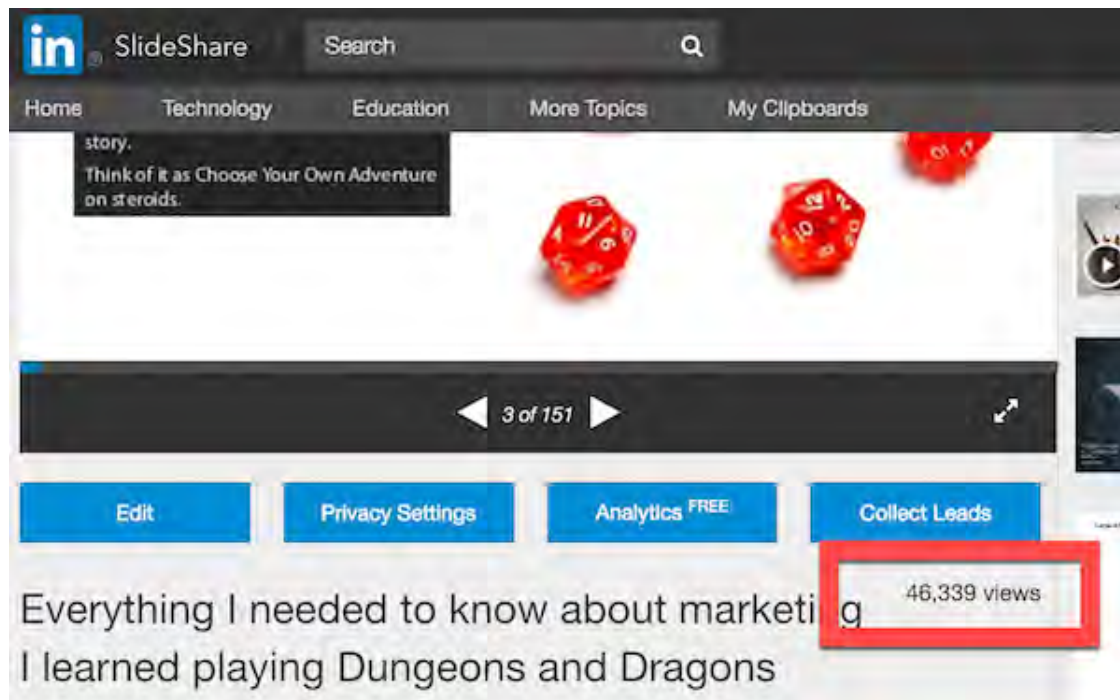 in ® SlideShare Search
Home Technology Education More Topics My Clipboards
story.
Think of it as Choose Your Own Adventure
on steroids.
3 of 151
Edit Privacy Settings Analytics FREE Collect Leads
46,339 views
Everything I needed to know about marketing
I learned playing Dungeons and Dragons